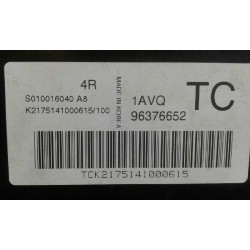 4R
MADE IN KOREA
1AVQ
TC
S010016040 A8
K2175141000615/100
96376652
TCK2175141000615